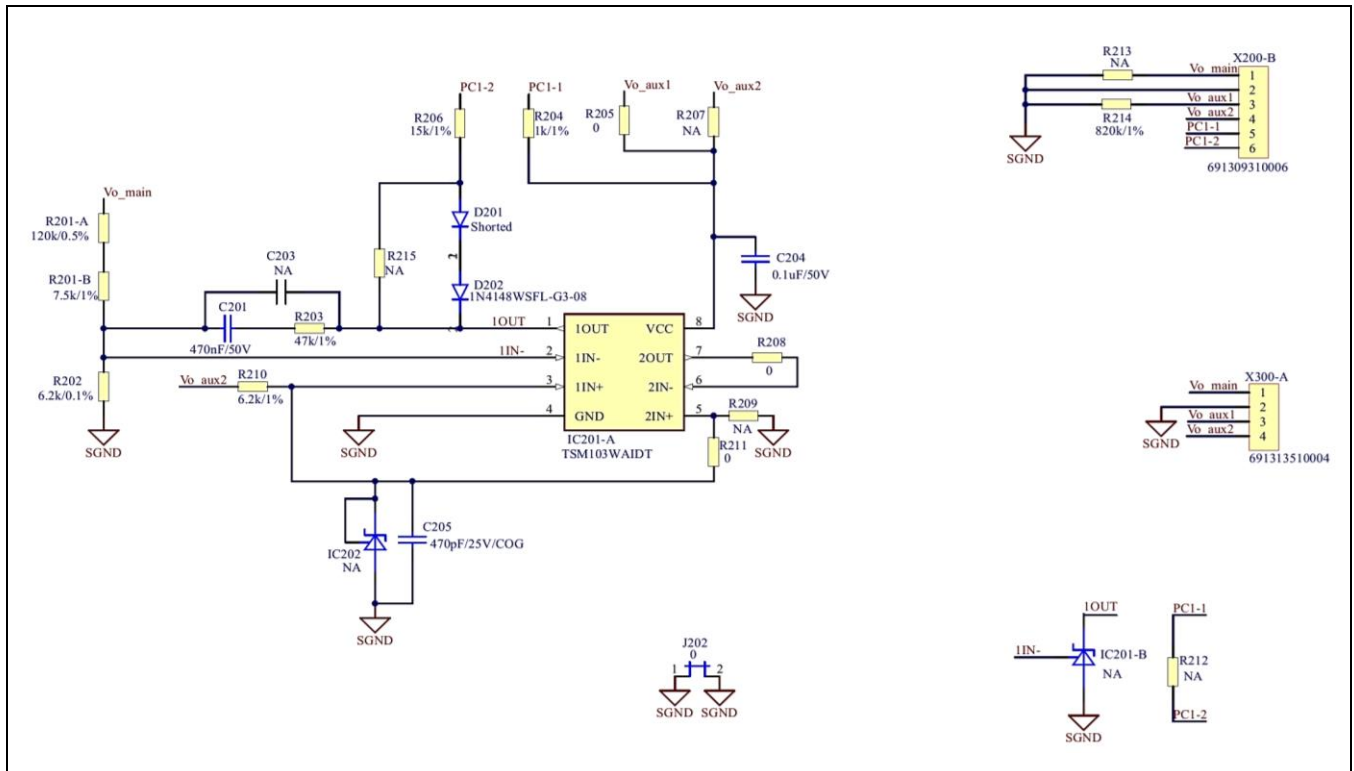 R213
NA
X200-B
Vo_main
1
2
Vo_aux1
3
Vo_aux2
4
PC1-1
5
PC1-2
6
R214
820k/1%
SGND
691309310006
PC1-2
PC1-1
Vo_aux1
Vo_aux2
R206
15k/1%
R204
1k/1%
R205
0
R207
NA
Vo_main
R201-A
120k/0.5%
D201
Shorted
C203
NA
R215
NA
2
C204
0.1uF/50V
R201-B
7.5k/1%
D202
1N4148WSFL-G3-08
SGND
C201
470nF/50V
R203
47k/1%
1OUT
1
1OUT
VCC
8
1IN-
2
1IN-
2OUT
7
R208
0
R202
6.2k/0.1%
Vo_aux2
R210
6.2k/1%
3
1IN+
2IN-
6
4
GND
2IN+
5
R209
NA
SGND
SGND
IC201-A
TSM103WAIDT
SGND
R211
0
X300-A
Vo_main
1
2
Vo_aux1
3
Vo_aux2
4
SGND
691313510004
IC202
NA
C205
470pF/25V/COG
SGND
J202
0
1
2
SGND
SGND
1OUT
1IN-
IC201-B
NA
SGND
PC1-1
R212
NA
PC1-2